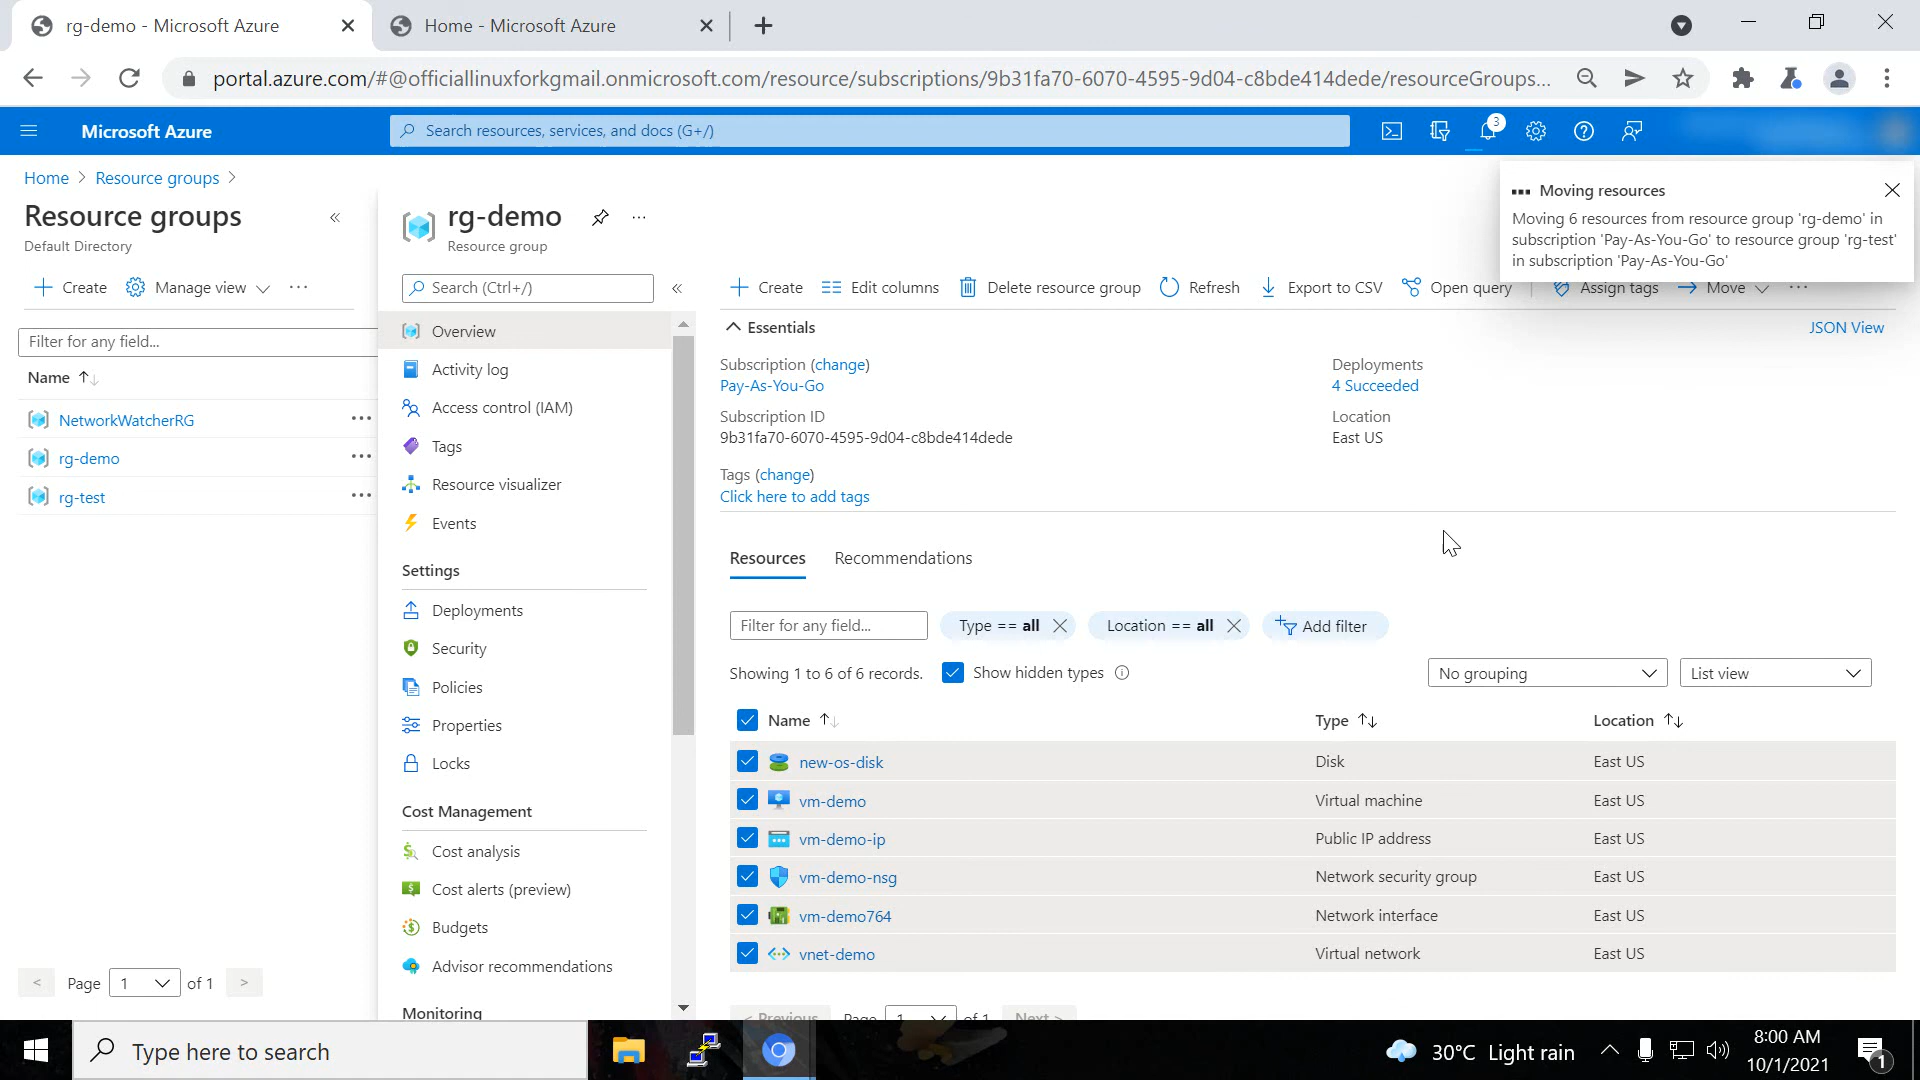 rg-demo - Microsoft Azure
Home - Microsoft Azure
portal.azure.com/#@officiallinuxforkgmail.onmicrosoft.com/resource/subscriptions/9b31fa70-6070-4595-9d04-c8bde414dede/resourceGroups...
Microsoft Azure
Search resources, services, and docs (G+/)
3
Home > Resource groups >
Resource groups «
Default Directory
Create Manage view ...
Filter for any field...
Name
NetworkWatcherRG ...
rg-demo ...
rg-test ...
< Page 1 of 1 >
rg-demo ...
Resource group
Search (Ctrl+/) «
Overview
Activity log
Access control (IAM)
Tags
Resource visualizer
Events
Settings
Deployments
Security
Policies
Properties
Locks
Cost Management
Cost analysis
Cost alerts (preview)
Budgets
Advisor recommendations
Monitoring
Moving resources
Moving 6 resources from resource group 'rg-demo' in
subscription 'Pay-As-You-Go' to resource group 'rg-test'
in subscription 'Pay-As-You-Go'
Create Edit columns Delete resource group Refresh Export to CSV Open query Assign tags Move ...
Essentials
JSON View
Subscription (change)
Pay-As-You-Go
Subscription ID
9b31fa70-6070-4595-9d04-c8bde414dede
Tags (change)
Click here to add tags
Deployments
4 Succeeded
Location
East US
Resources Recommendations
Filter for any field... Type == all Location == all Add filter
Showing 1 to 6 of 6 records. Show hidden types No grouping List view
Name Type Location
new-os-disk Disk East US
vm-demo Virtual machine East US
vm-demo-ip Public IP address East US
vm-demo-nsg Network security group East US
vm-demo764 Network interface East US
vnet-demo Virtual network East US
< Previous Page 1 of 1 Next >
Type here to search
30°C Light rain
8:00 AM
10/1/2021
1